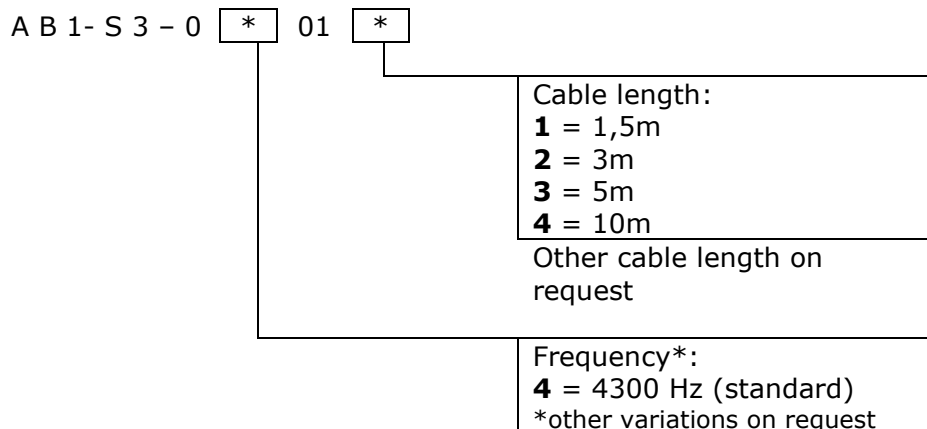 A B 1- S 3 – 0 * 01 *
Cable length:
1 = 1,5m
2 = 3m
3 = 5m
4 = 10m
Other cable length on
request
Frequency*:
4 = 4300 Hz (standard)
*other variations on request